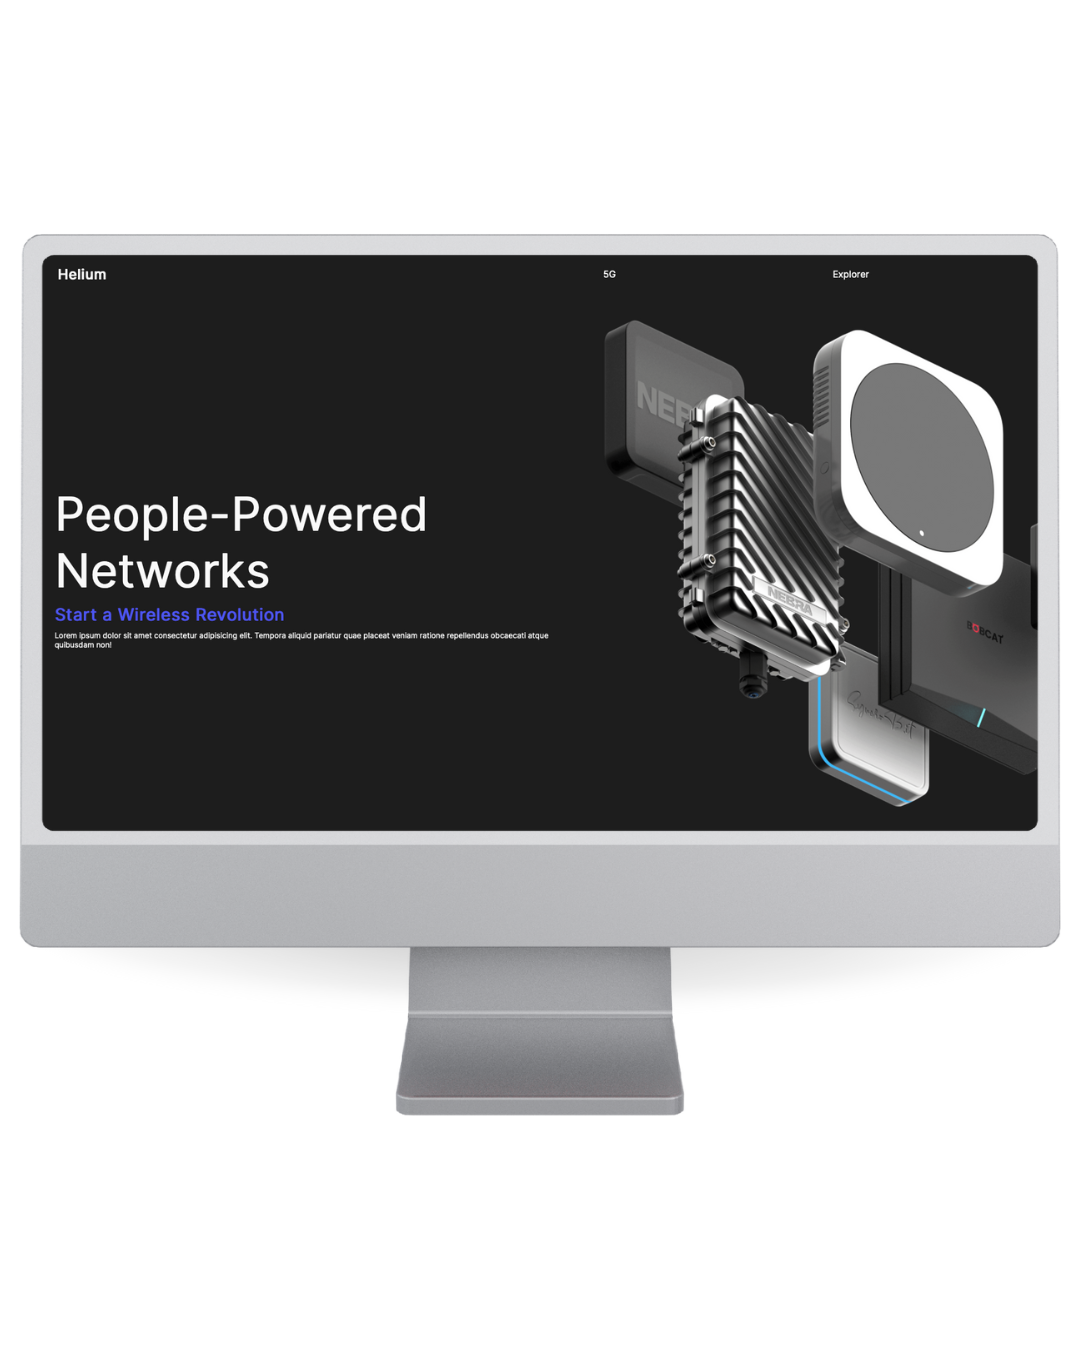 Helium
5G
Explorer
People-Powered
Networks
Start a Wireless Revolution
Lorem ipsum dolor sit amet consectetur adipisicing elit. Tempora aliquid pariatur quae placeat veniam ratione repellendus obcaecati atque
quibusdam non!
NEB
NEBRA
BOBCAT